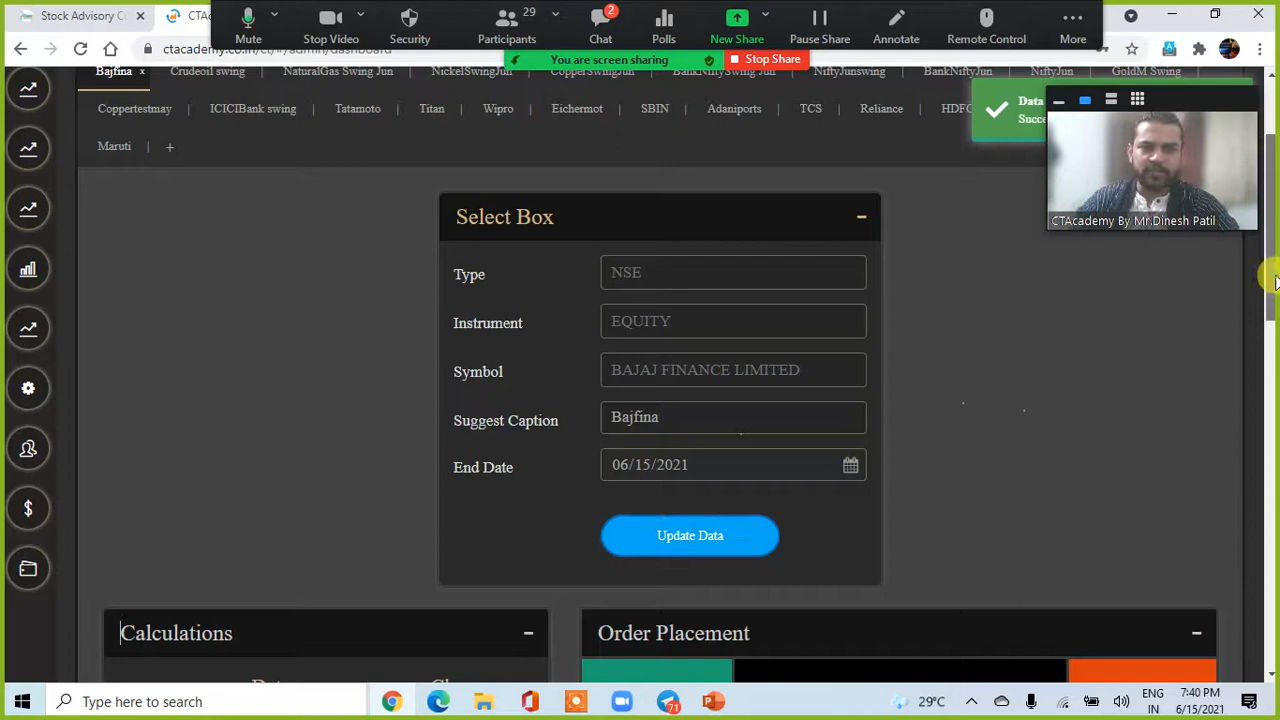 Stock Advisory C
CTAc
29
2
Mute
Stop Video
Security
Participants
Chat
Polls
New Share
Pause Share
Annotate
Remote Control
More
ctacademy.co.in/ct/#/admin/dashboard
You are screen sharing
Stop Share
Bajfina x
Crudeoil swing
NaturalGas Swing Jun
NickelSwingJun
CopperSwingJun
BankNiftySwing Jun
NiftyJunswing
BankNiftyJun
NiftyJun
GoldM Swing
Coppertestmay
ICICIBank swing
Tatamoto
Titan
Wipro
Eichermot
SBIN
Adaniports
TCS
Reliance
HDFC
Maruti
+
Data
Succe
CTAcademy By Mr.Dinesh Patil
Select Box
Type NSE
Instrument EQUITY
Symbol BAJAJ FINANCE LIMITED
Suggest Caption Bajfina
End Date 06/15/2021
Update Data
Calculations
Order Placement
Type here to search
71
29°C
ENG
IN
7:40 PM
6/15/2021